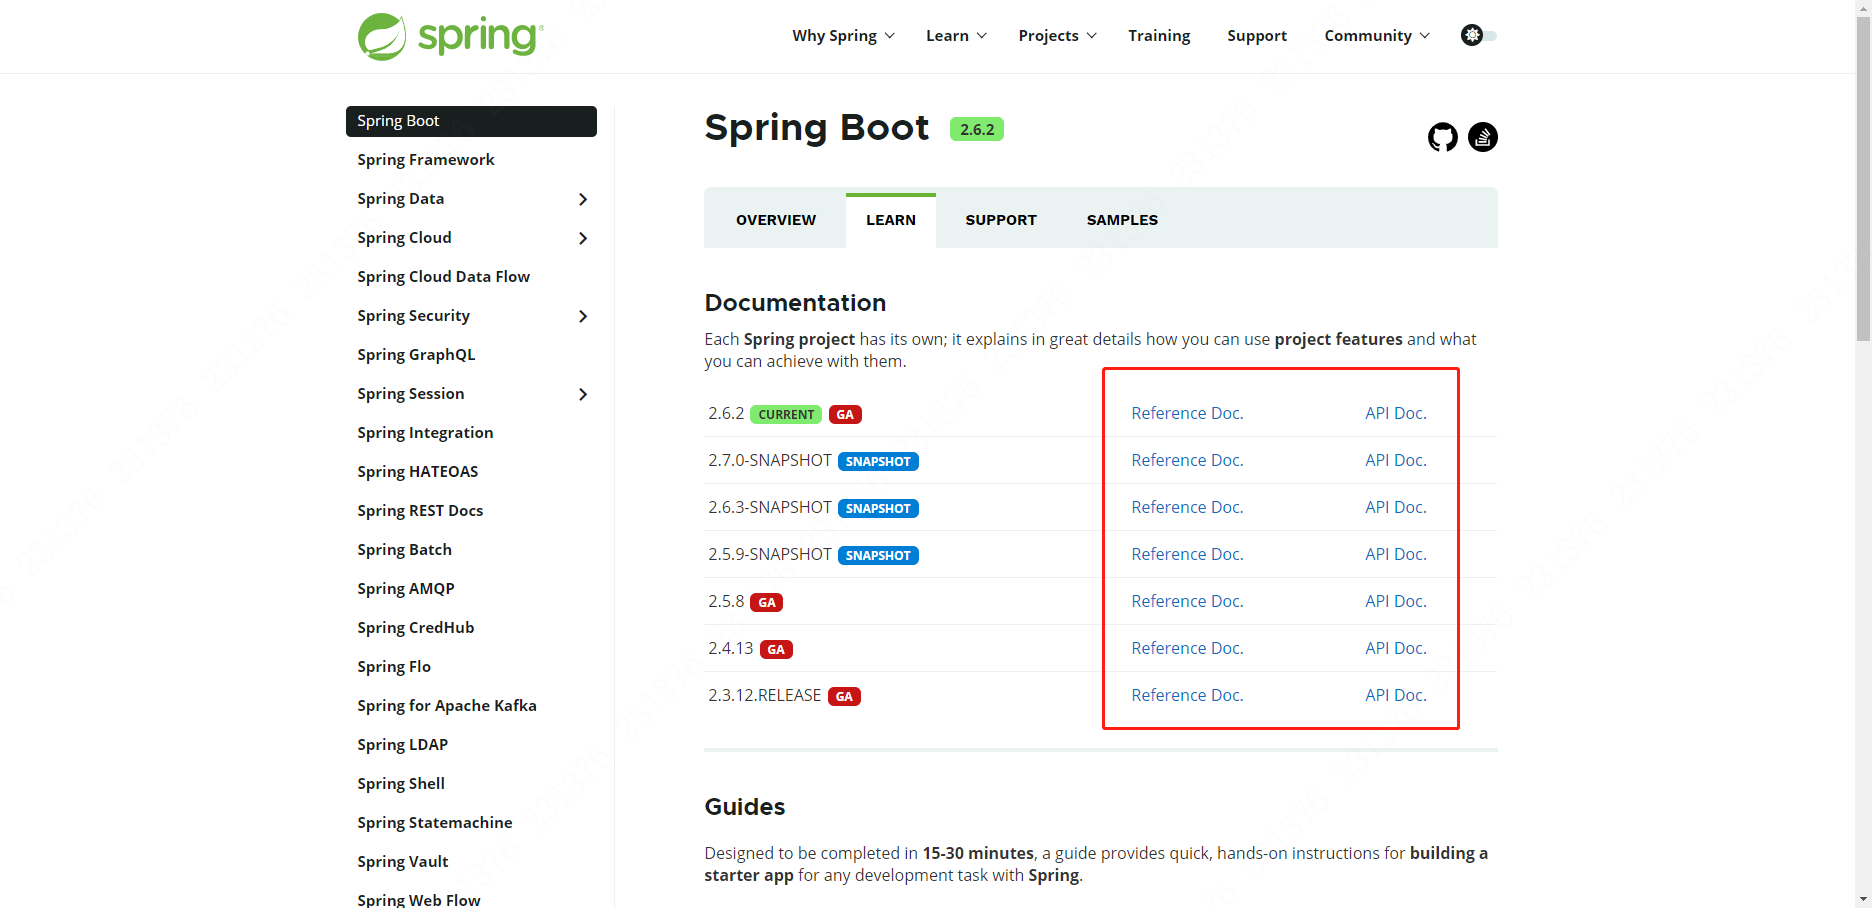 spring
Why Spring
Learn
Projects
Training
Support
Community
Spring Boot
Spring Framework
Spring Data
Spring Cloud
Spring Cloud Data Flow
Spring Security
Spring GraphQL
Spring Session
Spring Integration
Spring HATEOAS
Spring REST Docs
Spring Batch
Spring AMQP
Spring CredHub
Spring Flo
Spring for Apache Kafka
Spring LDAP
Spring Shell
Spring Statemachine
Spring Vault
Spring Web Flow
Spring Boot 2.6.2
OVERVIEW LEARN SUPPORT SAMPLES
Documentation
Each Spring project has its own; it explains in great details how you can use project features and what
you can achieve with them.
2.6.2 CURRENT GA Reference Doc. API Doc.
2.7.0-SNAPSHOT SNAPSHOT Reference Doc. API Doc.
2.6.3-SNAPSHOT SNAPSHOT Reference Doc. API Doc.
2.5.9-SNAPSHOT SNAPSHOT Reference Doc. API Doc.
2.5.8 GA Reference Doc. API Doc.
2.4.13 GA Reference Doc. API Doc.
2.3.12.RELEASE GA Reference Doc. API Doc.
Guides
Designed to be completed in 15-30 minutes, a guide provides quick, hands-on instructions for building a
starter app for any development task with Spring.
231376